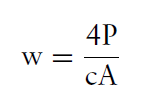 w = 4P / cA